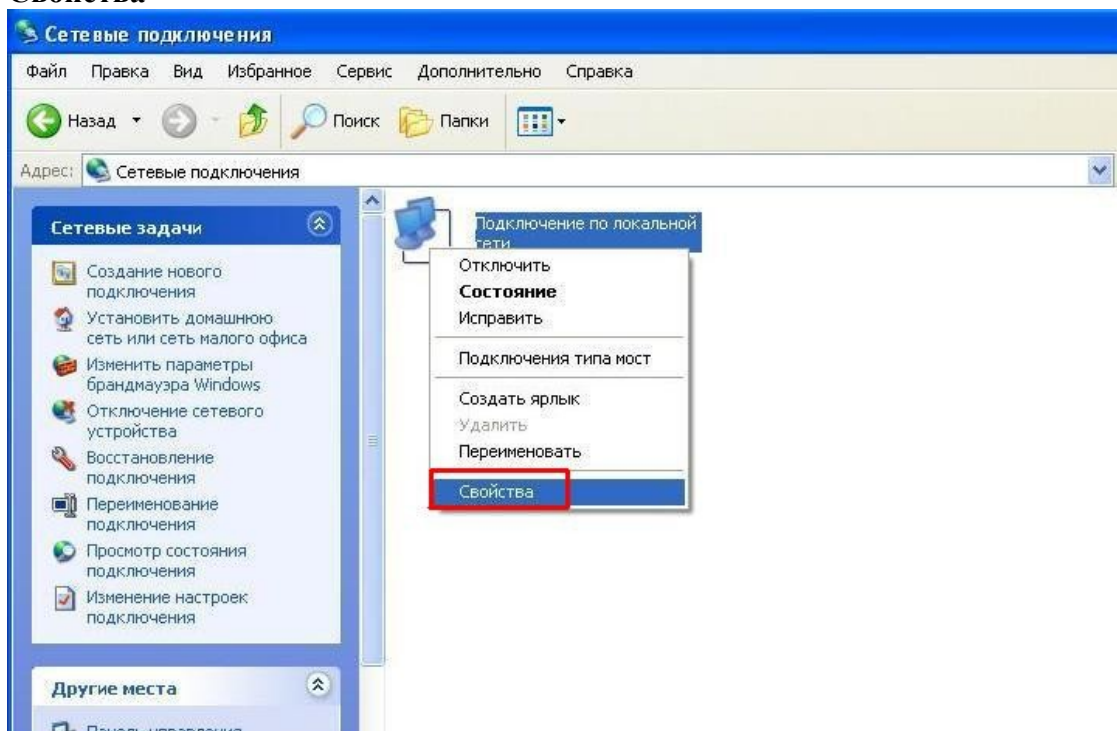 Свойства
Сетевые подключения
Файл Правка Вид Избранное Сервис Дополнительно Справка
Назад Поиск Папки
Адрес: Сетевые подключения
Сетевые задачи
Создание нового
подключения
Установить домашнюю
сеть или сеть малого офиса
Изменить параметры
брандмауэра Windows
Отключение сетевого
устройства
Восстановление
подключения
Переименование
подключения
Просмотр состояния
подключения
Изменение настроек
подключения
Другие места
Панель управления
Подключение по локальной
сети
Отключить
Состояние
Исправить
Подключения типа мост
Создать ярлык
Удалить
Переименовать
Свойства